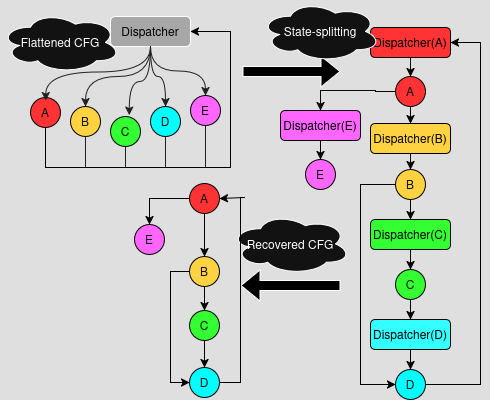 Flattened CFG
Dispatcher
State-splitting
Dispatcher(A)
A
B
C
D
E
A
Dispatcher(E)
Dispatcher(B)
E
B
A
Dispatcher(C)
E
Recovered CFG
B
C
C
Dispatcher(D)
D
D